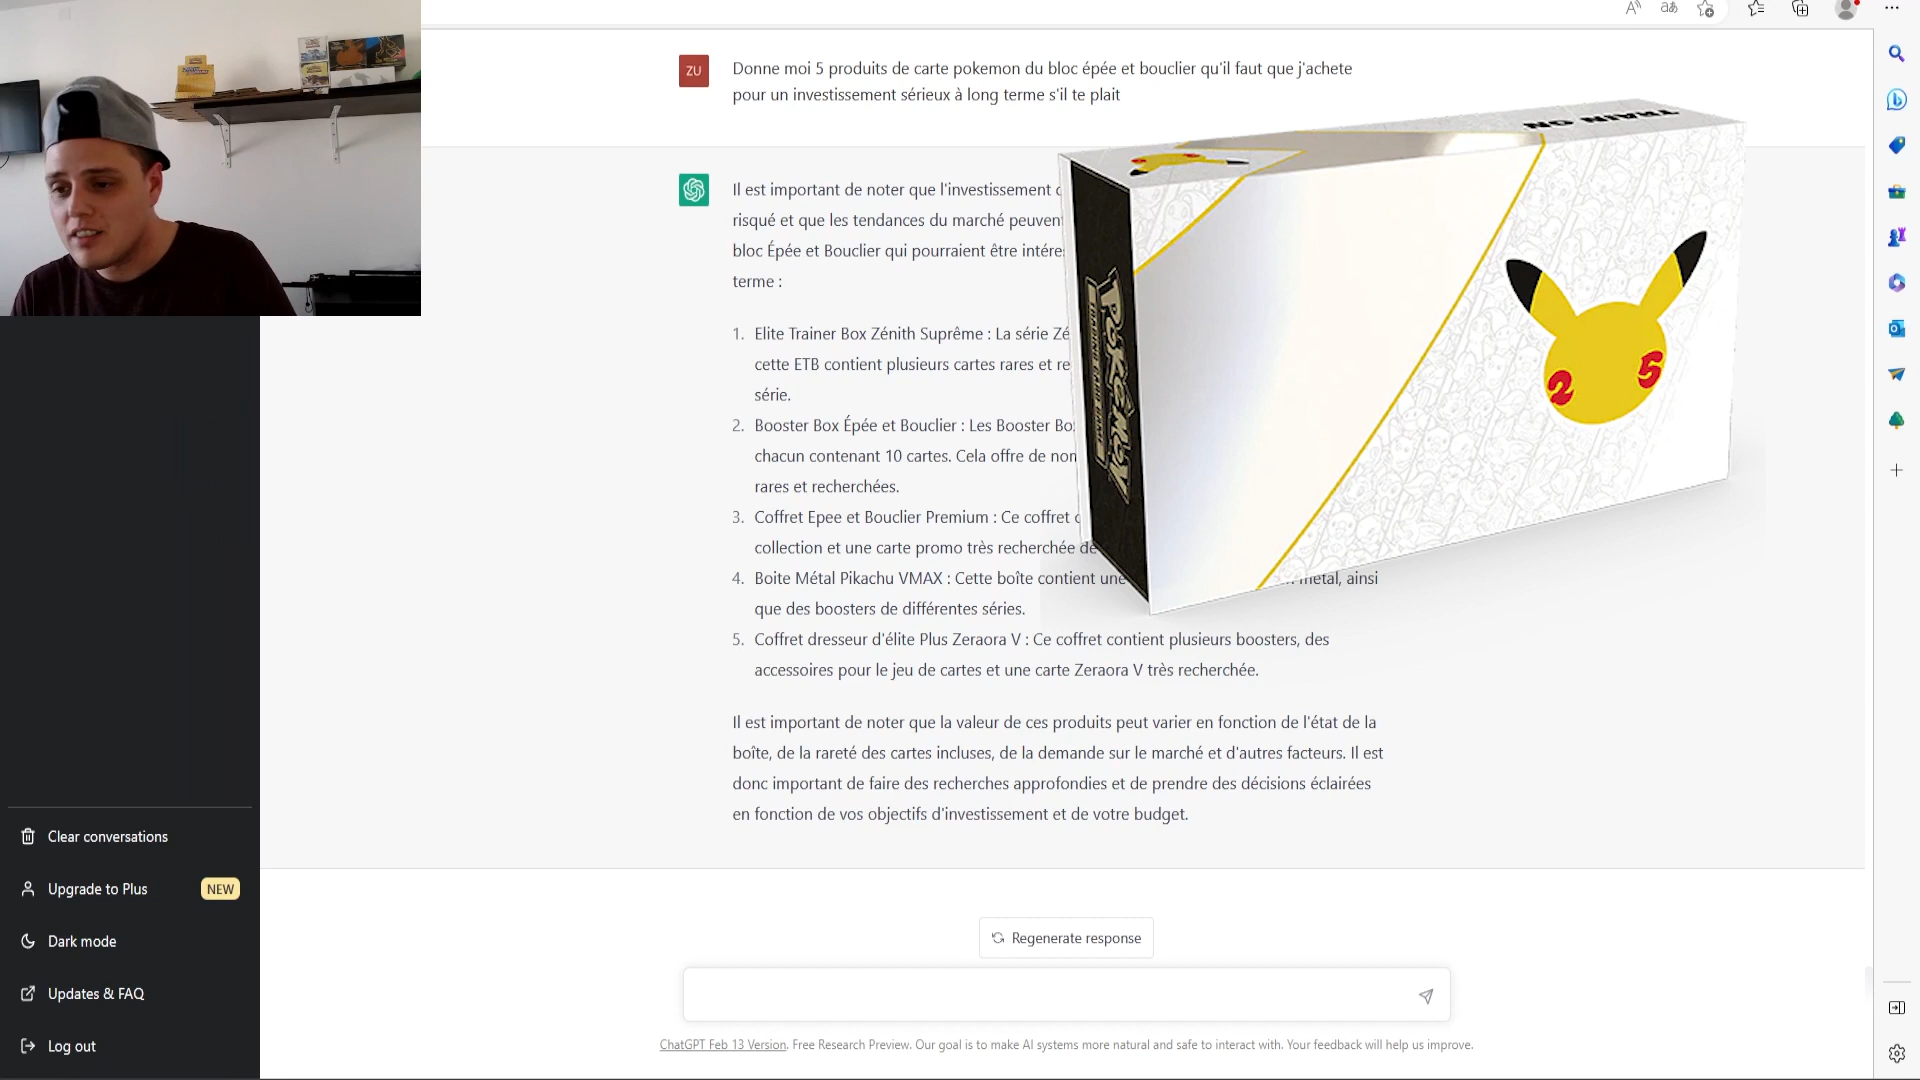 ZU
Donne moi 5 produits de carte pokemon du bloc épée et bouclier qu'il faut que j'achete
pour un investissement sérieux à long terme s'il te plait
Il est important de noter que l'investissement
risqué et que les tendances du marché peuvent
bloc Épée et Bouclier qui pourraient être
terme :
1. Elite Trainer Box Zénith Suprême : La série
cette ETB contient plusieurs cartes rares et
série.
2. Booster Box Épée et Bouclier : Les Booster
chacun contenant 10 cartes. Cela offre de
rares et recherchées.
3. Coffret Epee et Bouclier Premium : Ce coffret
collection et une carte promo très recherchée
4. Boite Métal Pikachu VMAX : Cette boîte contient une métal, ainsi
que des boosters de différentes séries.
5. Coffret dresseur d'élite Plus Zeraora V : Ce coffret contient plusieurs boosters, des
accessoires pour le jeu de cartes et une carte Zeraora V très recherchée.
Il est important de noter que la valeur de ces produits peut varier en fonction de l'état de la
boîte, de la rareté des cartes incluses, de la demande sur le marché et d'autres facteurs. Il est
donc important de faire des recherches approfondies et de prendre des décisions éclairées
en fonction de vos objectifs d'investissement et de votre budget.
TRAIN ON
POKÉMON
TRADING CARD GAME
25
Clear conversations
Upgrade to Plus NEW
Dark mode
Updates & FAQ
Log out
Regenerate response
ChatGPT Feb 13 Version. Free Research Preview. Our goal is to make AI systems more natural and safe to interact with. Your feedback will help us improve.